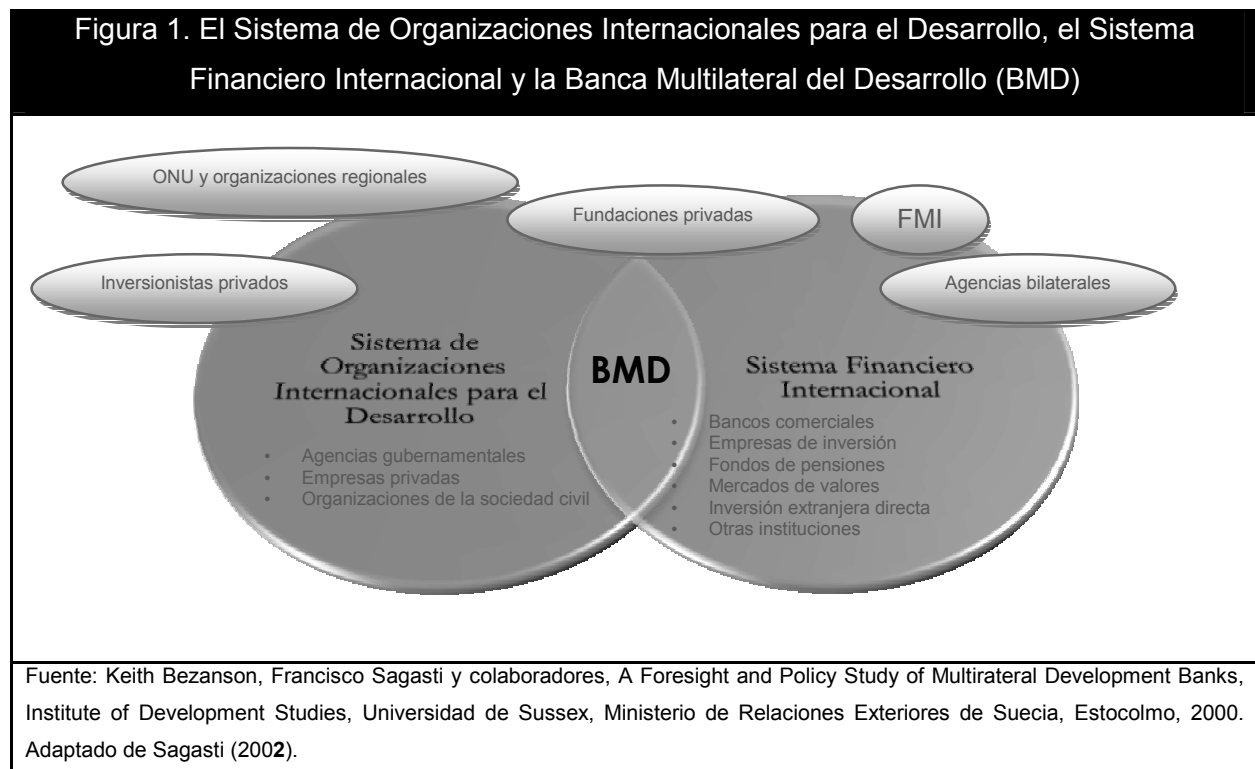 Figura 1. El Sistema de Organizaciones Internacionales para el Desarrollo, el Sistema
Financiero Internacional y la Banca Multilateral del Desarrollo (BMD)
ONU y organizaciones regionales
Fundaciones privadas
FMI
Inversionistas privados
Agencias bilaterales
Sistema de
Organizaciones
Internacionales para el
Desarrollo
• Agencias gubernamentales
• Empresas privadas
• Organizaciones de la sociedad civil
BMD
Sistema Financiero
Internacional
• Bancos comerciales
• Empresas de inversión
• Fondos de pensiones
• Mercados de valores
• Inversión extranjera directa
• Otras instituciones
Fuente: Keith Bezanson, Francisco Sagasti y colaboradores, A Foresight and Policy Study of Multirateral Development Banks,
Institute of Development Studies, Universidad de Sussex, Ministerio de Relaciones Exteriores de Suecia, Estocolmo, 2000.
Adaptado de Sagasti (2002).